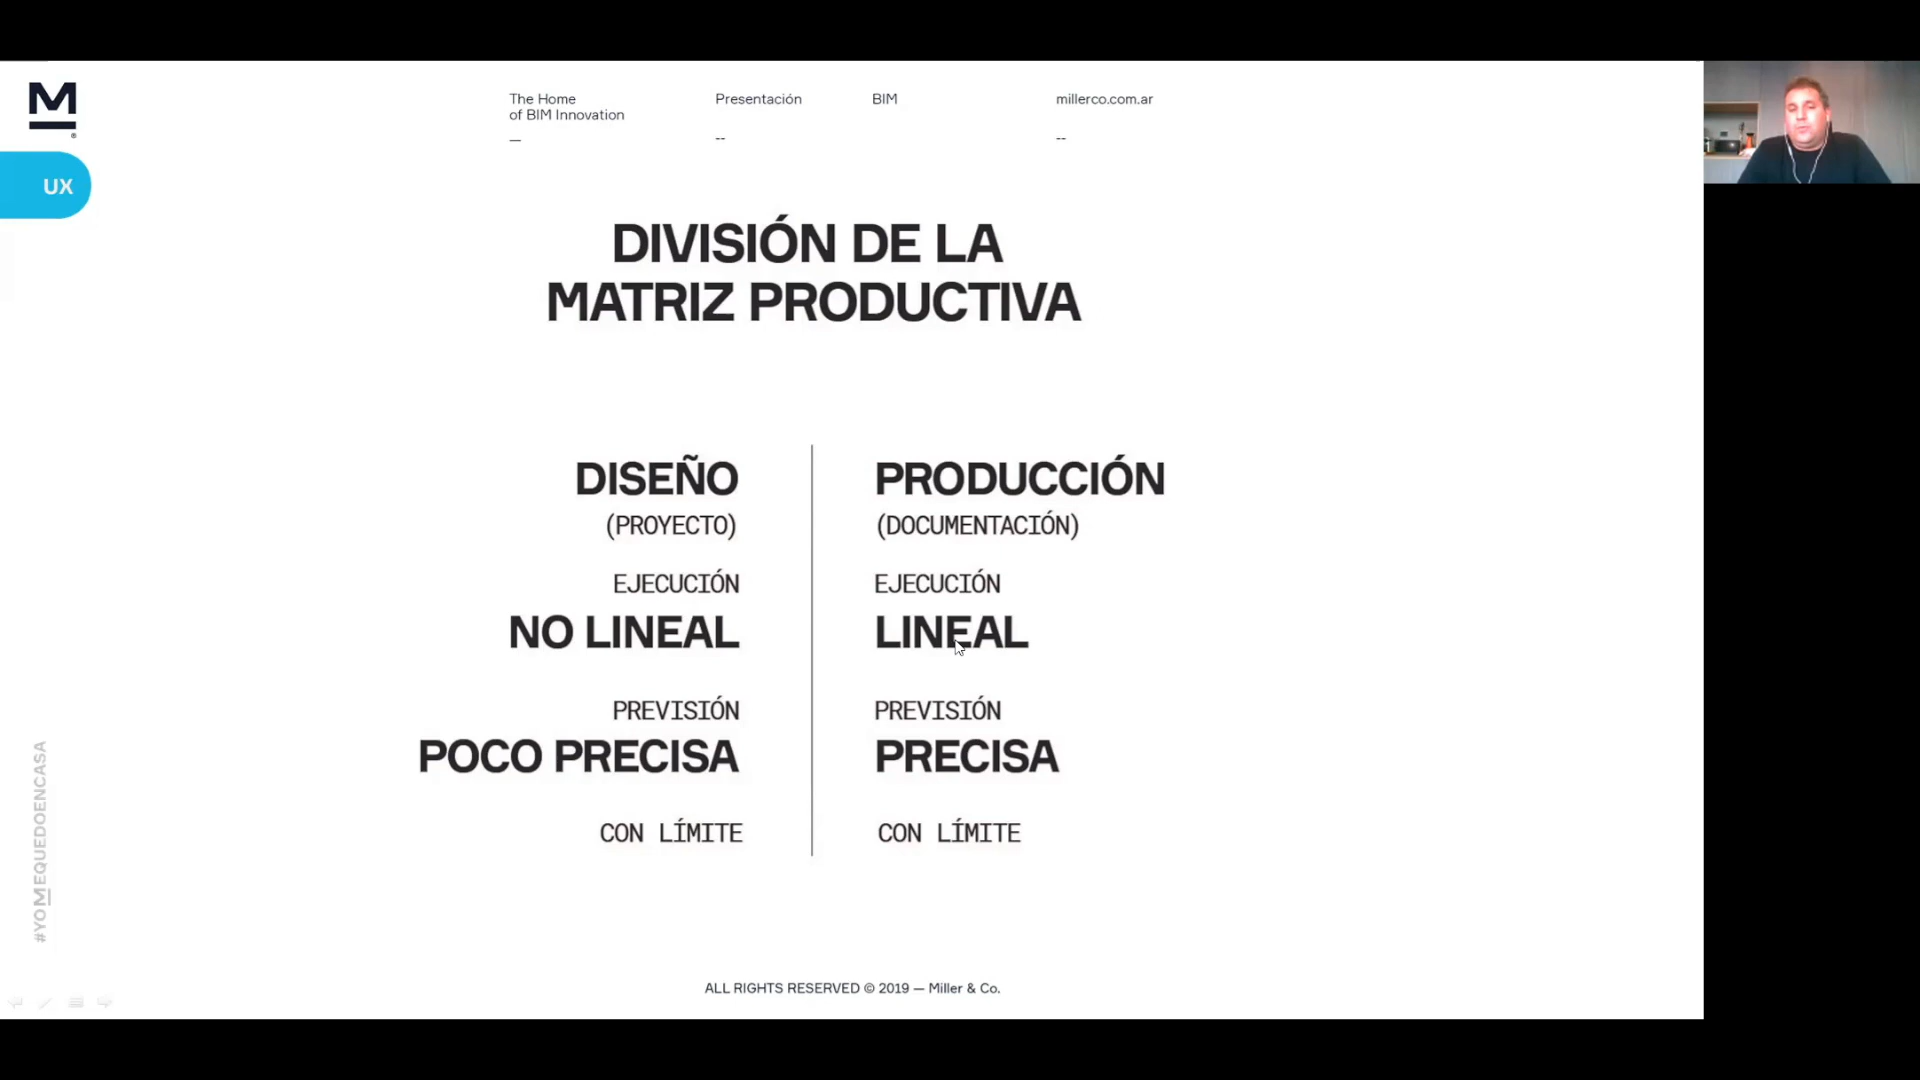 M
®
The Home
of BIM Innovation
—
Presentación
--
BIM
millerco.com.ar
--
UX
DIVISIÓN DE LA
MATRIZ PRODUCTIVA
DISEÑO
(PROYECTO)
EJECUCIÓN
NO LINEAL
PREVISIÓN
POCO PRECISA
CON LÍMITE
PRODUCCIÓN
(DOCUMENTACIÓN)
EJECUCIÓN
LINEAL
PREVISIÓN
PRECISA
CON LÍMITE
#YOMEQUEDOENCASA
ALL RIGHTS RESERVED © 2019 — Miller & Co.